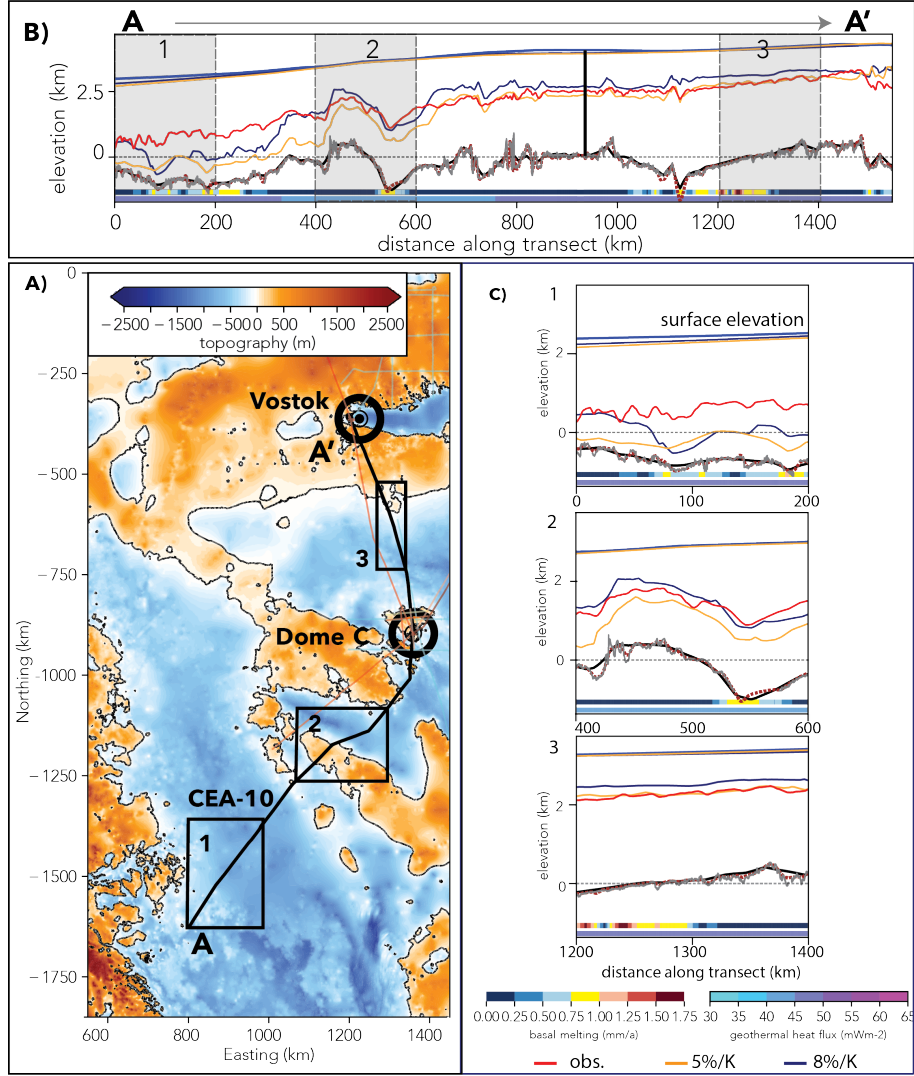 A A'
B)
1 2 3
elevation (km)
2.5
0
0 200 400 600 800 1000 1200 1400
distance along transect (km)
A)
0
−2500 −1500 −5000 0 500 1500 2500
topography (m)
−250
Vostok
A'
−500
3
−750
Dome C
Northing (km)
−1000
2
−1250
CEA-10
1
−1500
A
−1750
600 800 1000 1200 1400
Easting (km)
C)
1
surface elevation
elevation (km)
2
0
0 100 200
2
elevation (km)
2
0
400 500 600
3
elevation (km)
2
0
1200 1300 1400
distance along transect (km)
0.00 0.25 0.50 0.75 1.00 1.25 1.50 1.75
basal melting (mm/a)
30 35 40 45 50 55 60 65
geothermal heat flux (mWm-2)
obs. 5%/K 8%/K